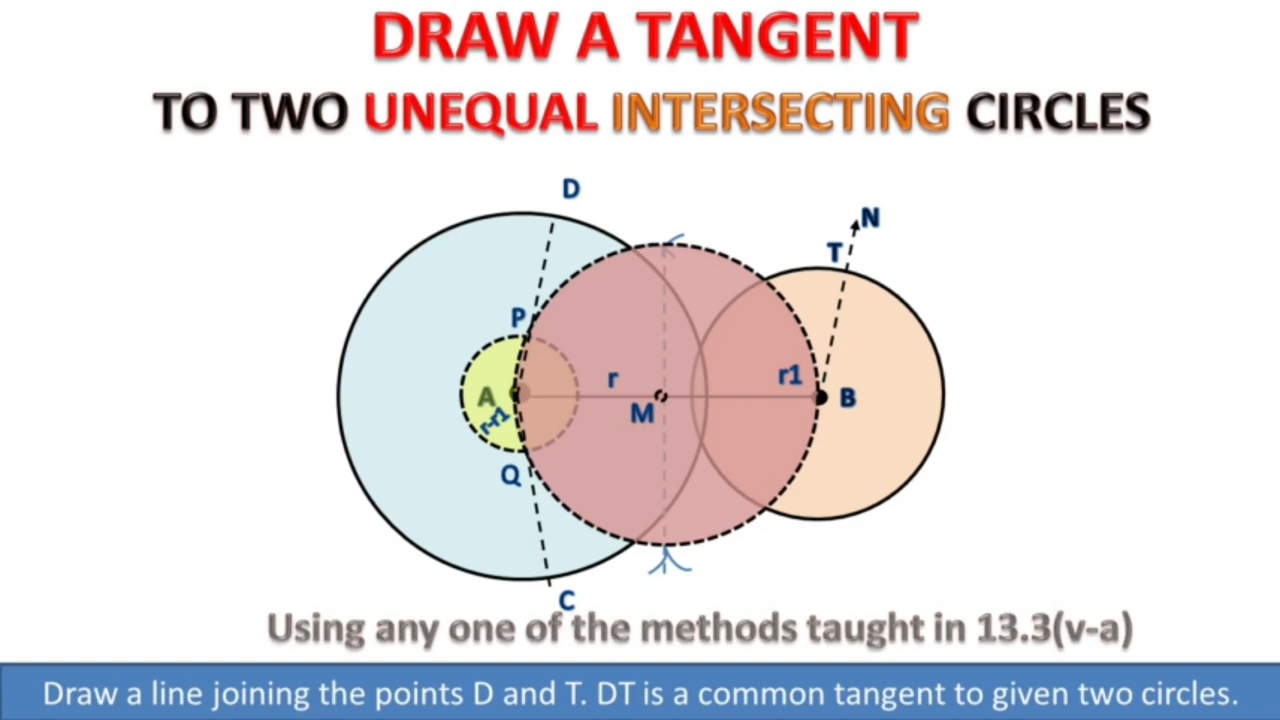 DRAW A TANGENT
TO TWO UNEQUAL INTERSECTING CIRCLES
D
N
T
P
A
r
r1
B
M
r-r1
Q
C
Using any one of the methods taught in 13.3(v-a)
Draw a line joining the points D and T. DT is a common tangent to given two circles.